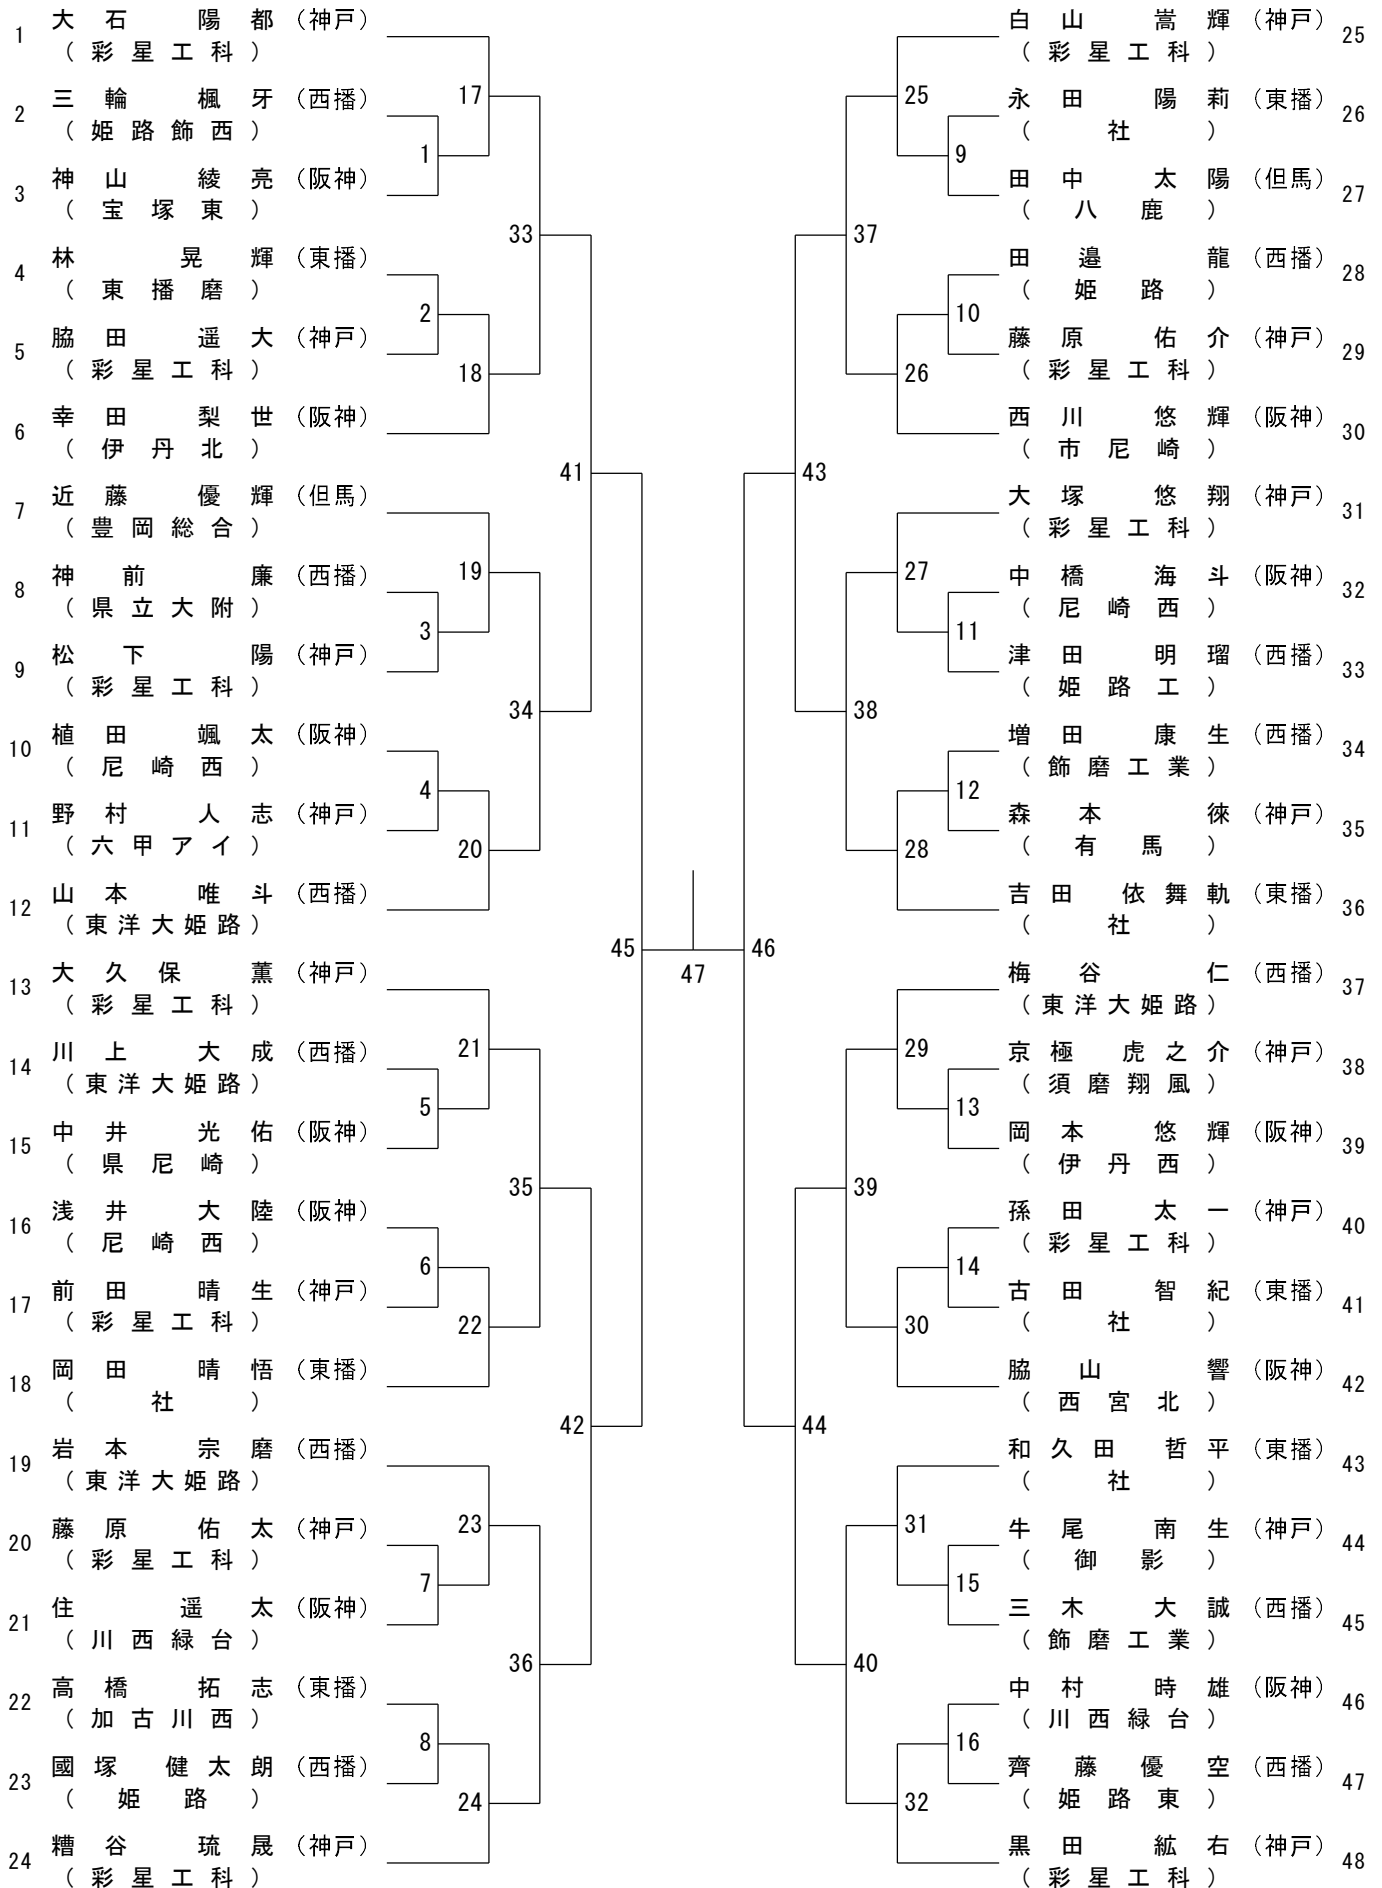 1 大石 陽都 (神戸)
(彩星工科)
2 三輪 楓牙 (西播)
(姫路飾西)
3 神山 綾亮 (阪神)
(宝塚東)
4 林 晃輝 (東播)
(東播磨)
5 脇田 遥大 (神戸)
(彩星工科)
6 幸田 梨世 (阪神)
(伊丹北)
7 近藤 優輝 (但馬)
(豊岡総合)
8 神前 廉 (西播)
(県立大附)
9 松下 陽 (神戸)
(彩星工科)
10 植田 颯太 (阪神)
(尼崎西)
11 野村 人志 (神戸)
(六甲アイ)
12 山本 唯斗 (西播)
(東洋大姫路)
13 大久保 薫 (神戸)
(彩星工科)
14 川上 大成 (西播)
(東洋大姫路)
15 中井 光佑 (阪神)
(県尼崎)
16 浅井 大陸 (阪神)
(尼崎西)
17 前田 晴生 (神戸)
(彩星工科)
18 岡田 晴悟 (東播)
(社)
19 岩本 宗磨 (西播)
(東洋大姫路)
20 藤原 佑太 (神戸)
(彩星工科)
21 住 遥太 (阪神)
(川西緑台)
22 高橋 拓志 (東播)
(加古川西)
23 國塚 健太朗 (西播)
(姫路)
24 糟谷 琉晟 (神戸)
(彩星工科)
1
2
3
4
5
6
7
8
17
18
19
20
21
22
23
24
33
34
35
36
41
42
45
47
46
43
44
37
38
39
40
25
26
27
28
29
30
31
32
9
10
11
12
13
14
15
16
白山 嵩輝 (神戸) 25
(彩星工科)
永田 陽莉 (東播) 26
(社)
田中 太陽 (但馬) 27
(八鹿)
田邉 龍 (西播) 28
(姫路)
藤原 佑介 (神戸) 29
(彩星工科)
西川 悠輝 (阪神) 30
(市尼崎)
大塚 悠翔 (神戸) 31
(彩星工科)
中橋 海斗 (阪神) 32
(尼崎西)
津田 明瑠 (西播) 33
(姫路工)
増田 康生 (西播) 34
(飾磨工業)
森本 徠 (神戸) 35
(有馬)
吉田 依舞軌 (東播) 36
(社)
梅谷 仁 (西播) 37
(東洋大姫路)
京極 虎之介 (神戸) 38
(須磨翔風)
岡本 悠輝 (阪神) 39
(伊丹西)
孫田 太一 (神戸) 40
(彩星工科)
古田 智紀 (東播) 41
(社)
脇山 響 (阪神) 42
(西宮北)
和久田 哲平 (東播) 43
(社)
牛尾 南生 (神戸) 44
(御影)
三木 大誠 (西播) 45
(飾磨工業)
中村 時雄 (阪神) 46
(川西緑台)
齊藤 優空 (西播) 47
(姫路東)
黒田 紘右 (神戸) 48
(彩星工科)